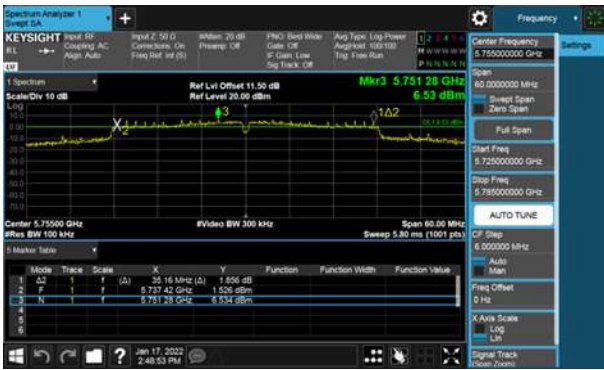 Spectrum Analyzer 1
Swept SA
+
Frequency
KEYSIGHT
Input: RF
Coupling: AC
Align: Auto
Input Z: 50 Ω
Corrections: On
Freq Ref: Int (S)
#Atten: 20 dB
Preamp: Off
PNO: Best Wide
Gate: Off
IF Gain: Low
Sig Track: Off
Avg Type: Log-Power
Avg|Hold: 100/100
Trig: Free Run
1 2 3 4 5 6
M W W W W W
P N N N N N
1 Spectrum
Scale/Div 10 dB
Ref Lvl Offset 11.50 dB
Ref Level 20.00 dBm
Mkr3 5.751 28 GHz
6.53 dBm
Log
10.0
0.00
3
1Δ2
X2
Center 5.75500 GHz
#Res BW 100 kHz
#Video BW 300 kHz
Span 60.00 MHz
Sweep 5.80 ms (1001 pts)
5 Marker Table
Mode Trace Scale X Y Function Function Width Function Value
1 Δ2 1 f (Δ) 35.16 MHz (Δ) 1.856 dB
2 F 1 f 5.737 42 GHz 1.526 dBm
3 N 1 f 5.751 28 GHz 6.534 dBm
4
5
6
?
Jan 17, 2022
2:48:53 PM
Center Frequency
5.755000000 GHz
Settings
Span
60.0000000 MHz
Swept Span
Zero Span
Full Span
Start Freq
5.725000000 GHz
Stop Freq
5.785000000 GHz
AUTO TUNE
CF Step
6.000000 MHz
Auto
Man
Freq Offset
0 Hz
X Axis Scale
Log
Lin
Signal Track
(Span Zoom)